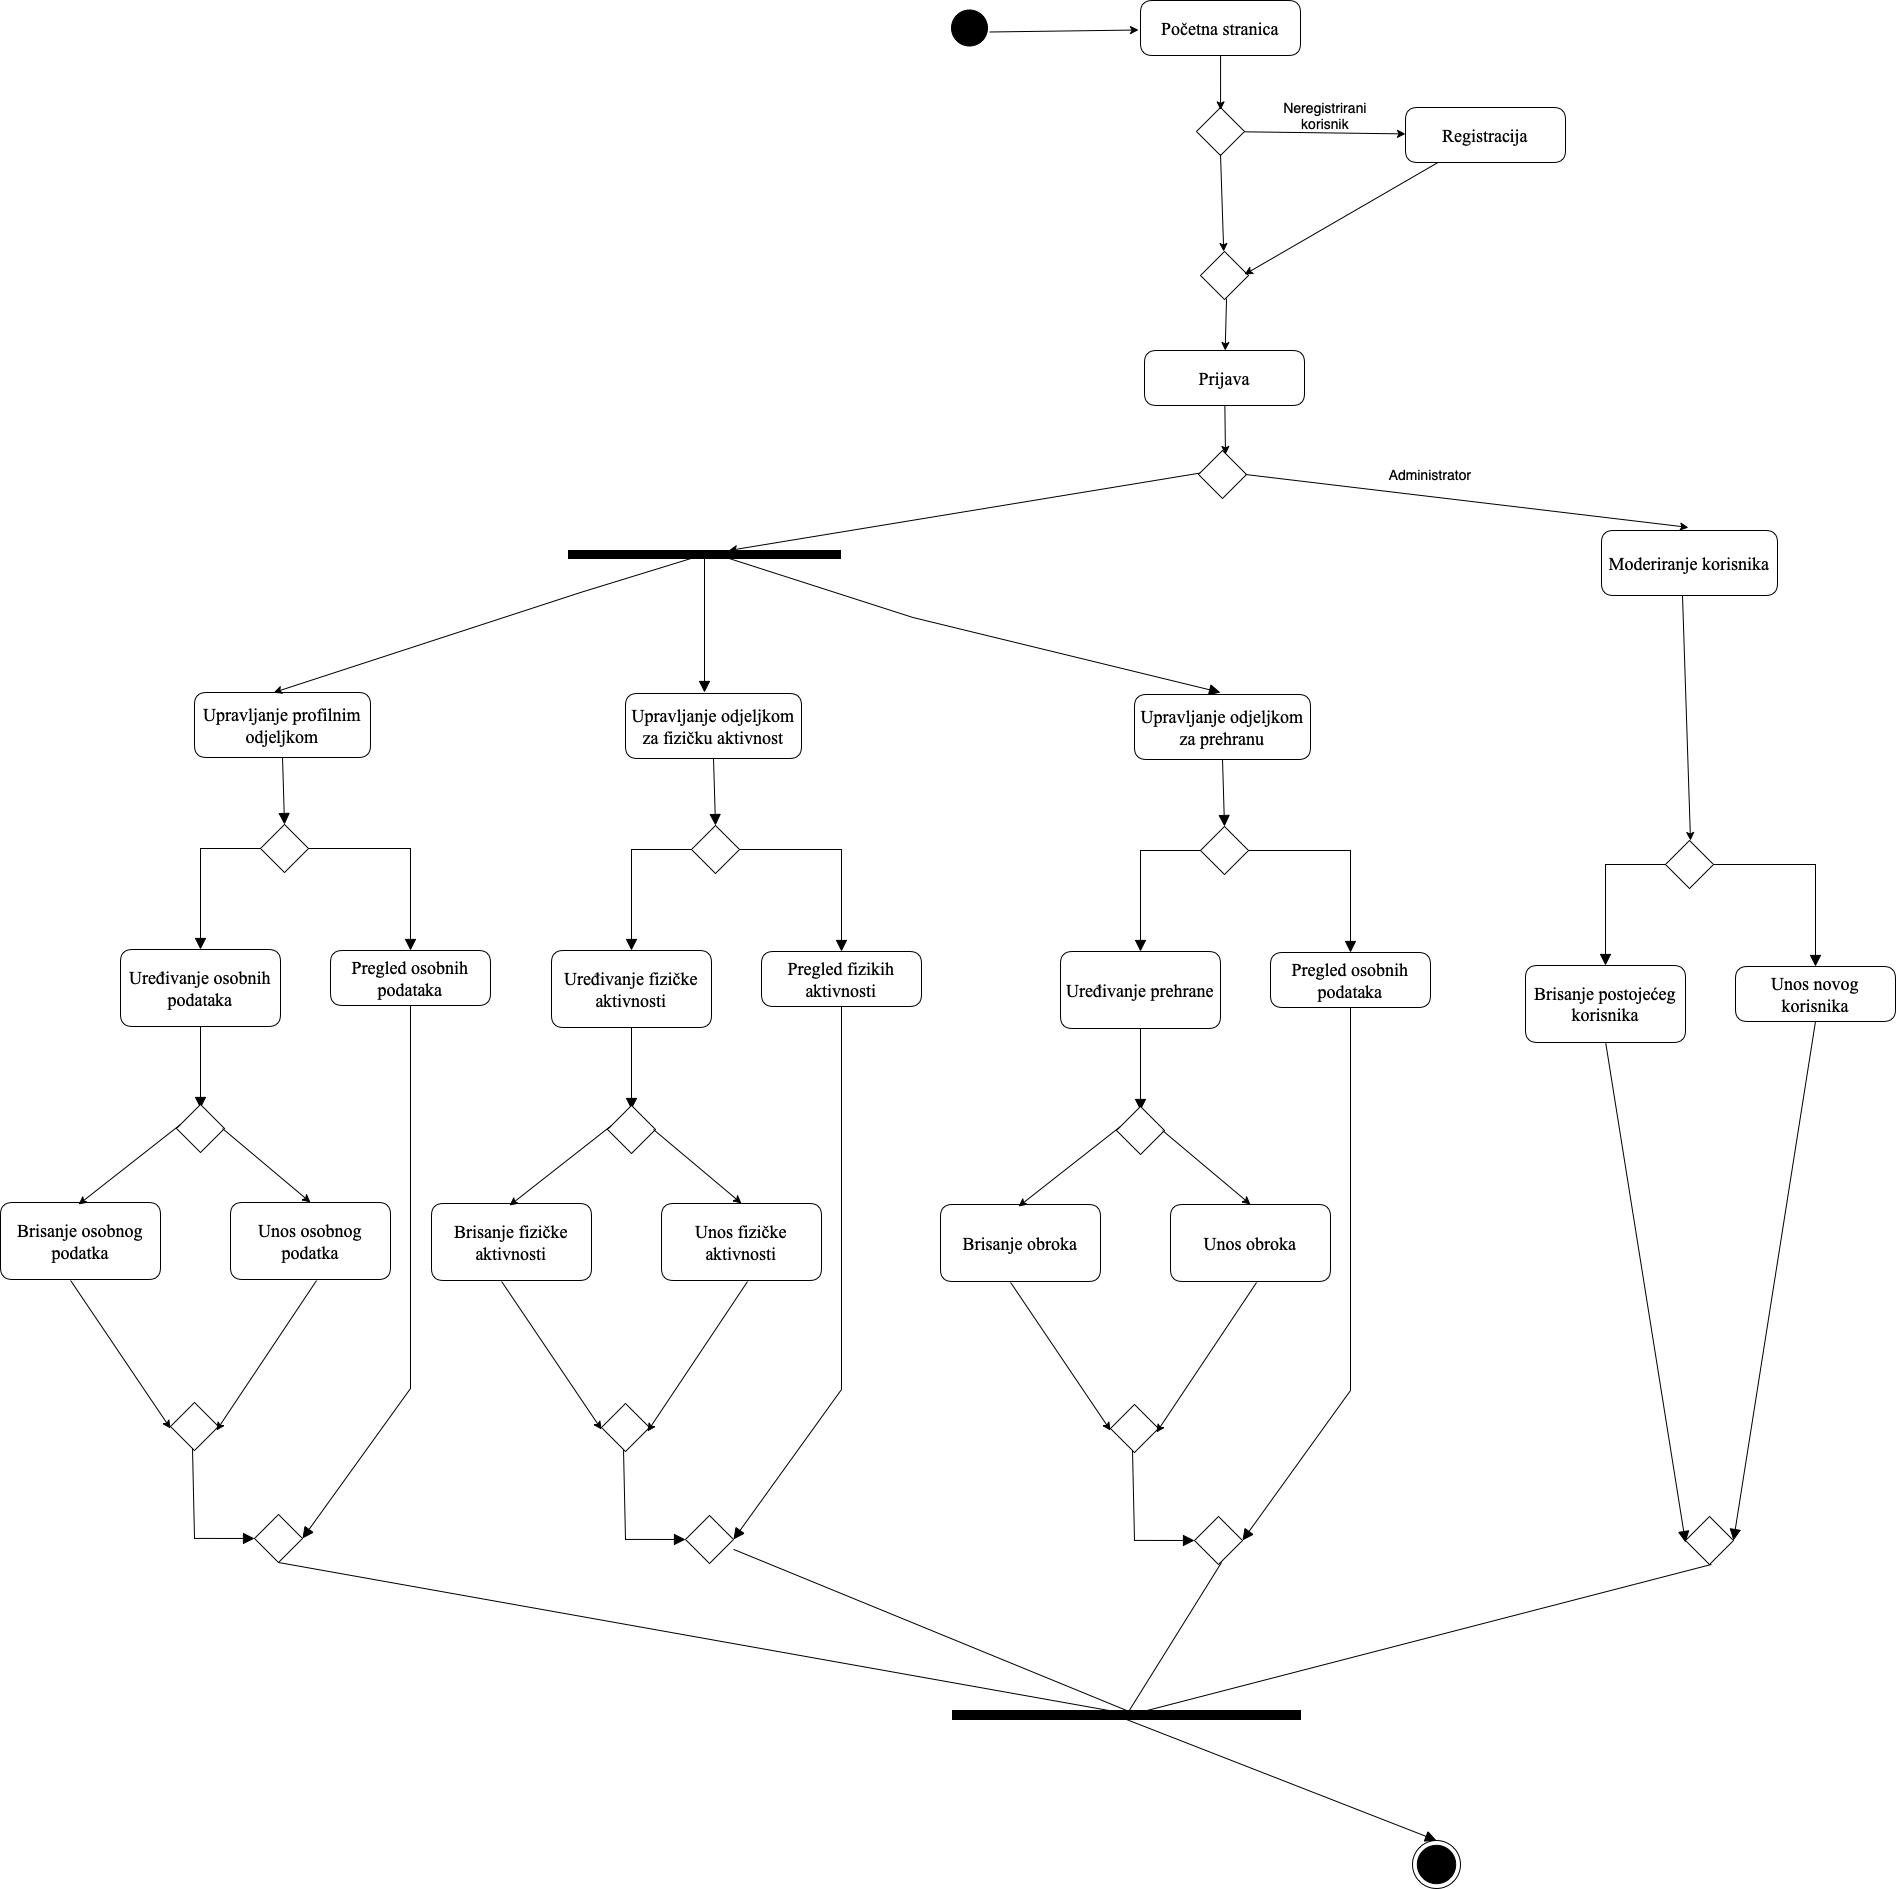 Početna stranica
Neregistrirani
korisnik
Registracija
Prijava
Administrator
Moderiranje korisnika
Upravljanje profilnim
odjeljkom
Upravljanje odjeljkom
za fizičku aktivnost
Upravljanje odjeljkom
za prehranu
Uređivanje osobnih
podataka
Pregled osobnih
podataka
Uređivanje fizičke
aktivnosti
Pregled fizikih
aktivnosti
Uređivanje prehrane
Pregled osobnih
podataka
Brisanje postojećeg
korisnika
Unos novog
korisnika
Brisanje osobnog
podatka
Unos osobnog
podatka
Brisanje fizičke
aktivnosti
Unos fizičke
aktivnosti
Brisanje obroka
Unos obroka